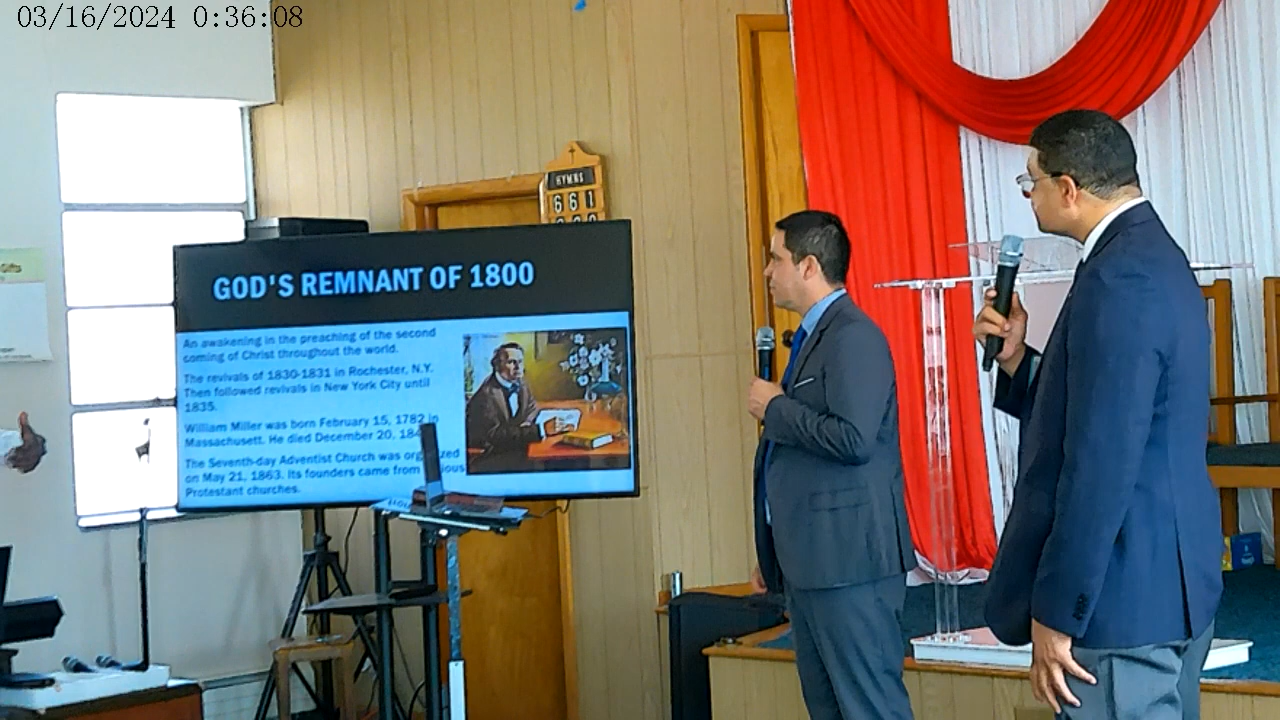 03/16/2024 0:36:08
HYMNS
661
GOD'S REMNANT OF 1800
An awakening in the preaching of the second
coming of Christ throughout the world.
The revivals of 1830-1831 in Rochester, N.Y.
Then followed revivals in New York City until
1835.
William Miller was born February 15, 1782 in
Massachusett. He died December 20,
The Seventh-day Adventist Church was
on May 21, 1863. Its founders came from
Protestant churches.